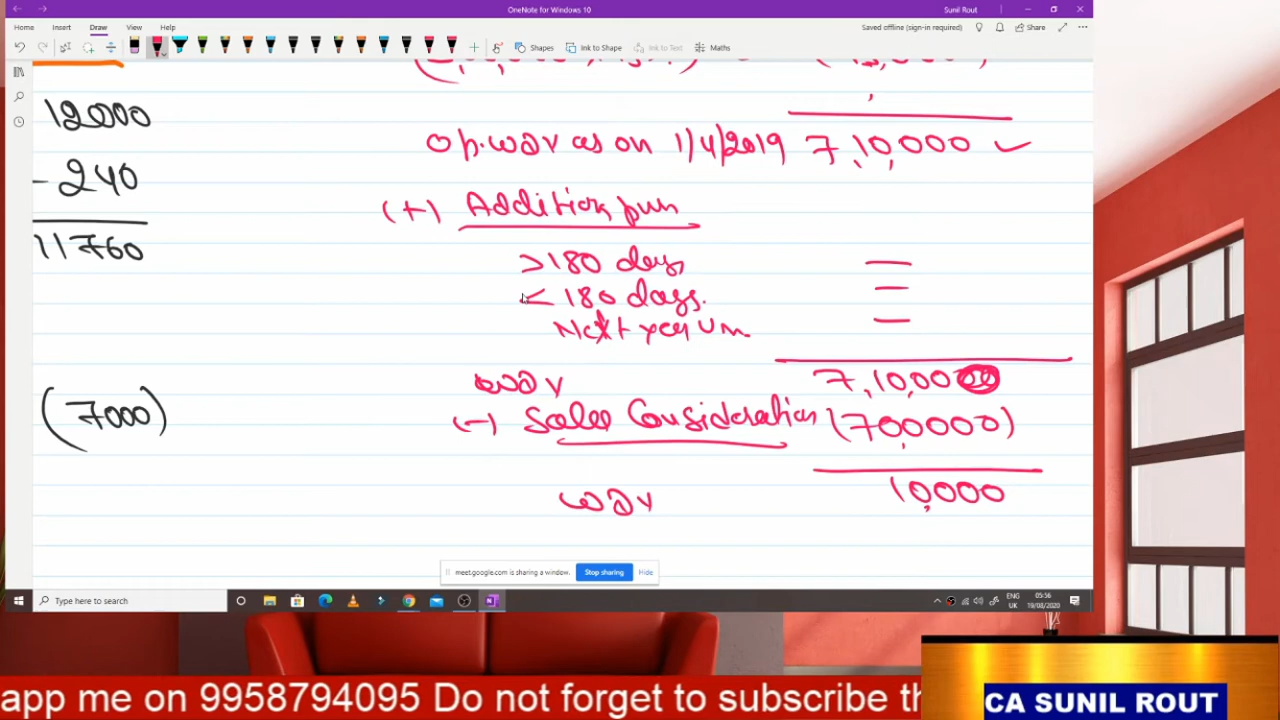 OneNote for Windows 10
Sunil Rout
Home Insert Draw View Help
Saved offline (sign-in required)
Share
Shapes Ink to Shape Ink to Text Maths
12000
- 240
11760
(7000)
Op. wdv as on 1/4/2019 7,10,000
(+) Addition
>180 days
< 180 days.
Next year
wdv 7,10,000
(-) Sales Consideration (700000)
wdv 10,000
meet.google.com is sharing a window. Stop sharing Hide
Type here to search
ENG
UK
05:56
19/08/2020
app me on 9958794095 Do not forget to subscribe th
CA SUNIL ROUT